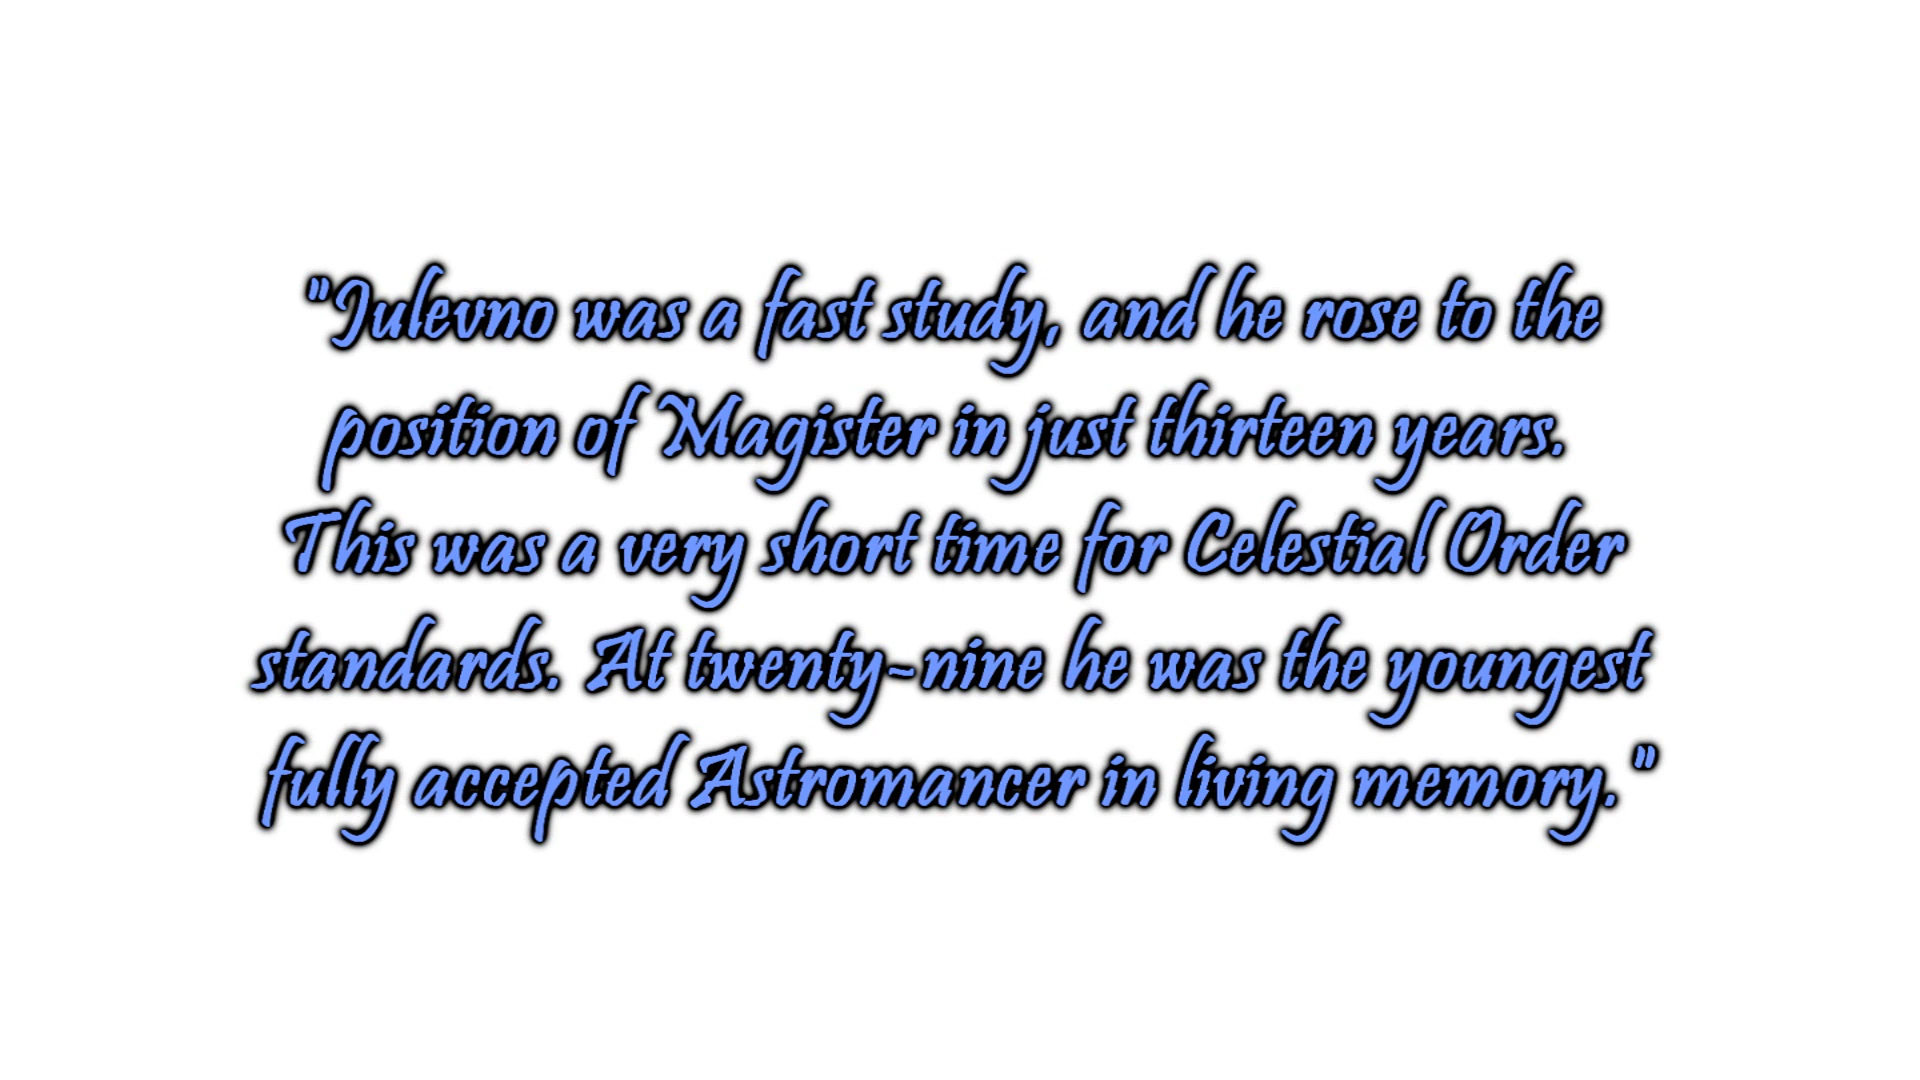 "Julevno was a fast study, and he rose to the
position of Magister in just thirteen years.
This was a very short time for Celestial Order
standards. At twenty-nine he was the youngest
fully accepted Astromancer in living memory."